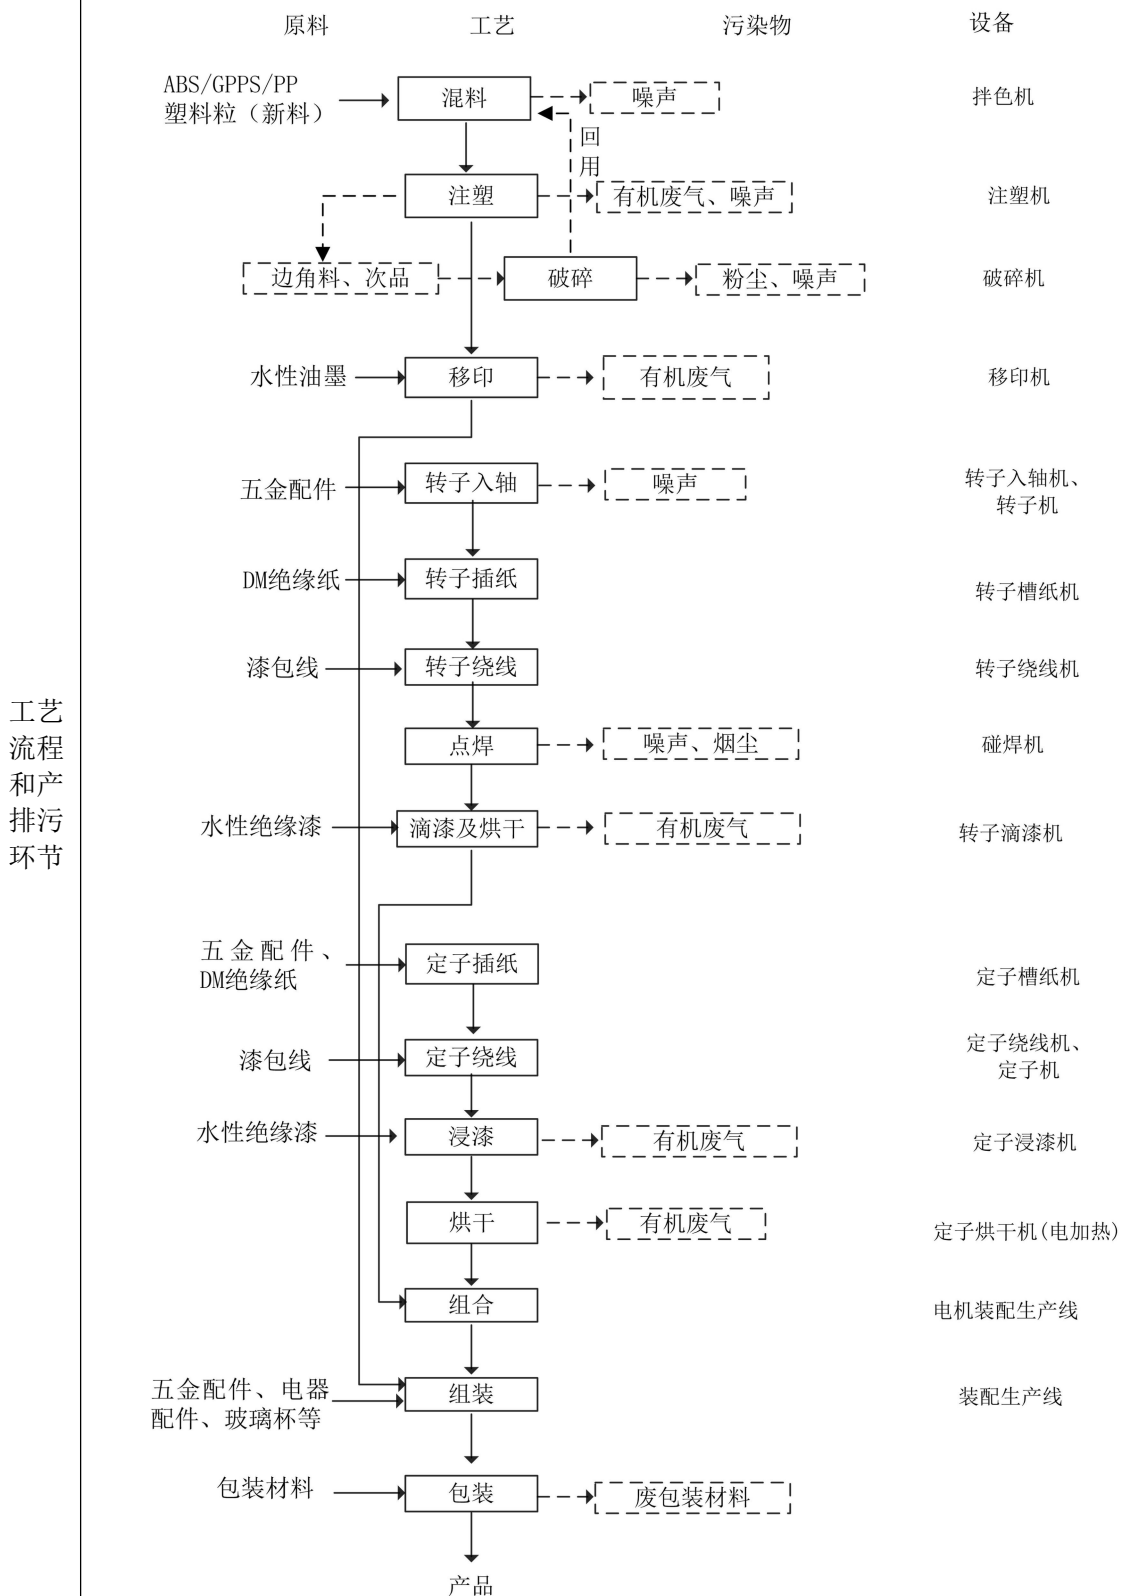 原料
工艺
污染物
设备
ABS/GPPS/PP
塑料粒（新料）
混料
噪声
拌色机
回
用
注塑
有机废气、噪声
注塑机
边角料、次品
破碎
粉尘、噪声
破碎机
水性油墨
移印
有机废气
移印机
五金配件
转子入轴
噪声
转子入轴机、
转子机
DM绝缘纸
转子插纸
转子槽纸机
漆包线
转子绕线
转子绕线机
工艺
流程
和产
排污
环节
点焊
噪声、烟尘
碰焊机
水性绝缘漆
滴漆及烘干
有机废气
转子滴漆机
五金配件、
DM绝缘纸
定子插纸
定子槽纸机
漆包线
定子绕线
定子绕线机、
定子机
水性绝缘漆
浸漆
有机废气
定子浸漆机
烘干
有机废气
定子烘干机(电加热)
组合
电机装配生产线
五金配件、电器
配件、玻璃杯等
组装
装配生产线
包装材料
包装
废包装材料
产品